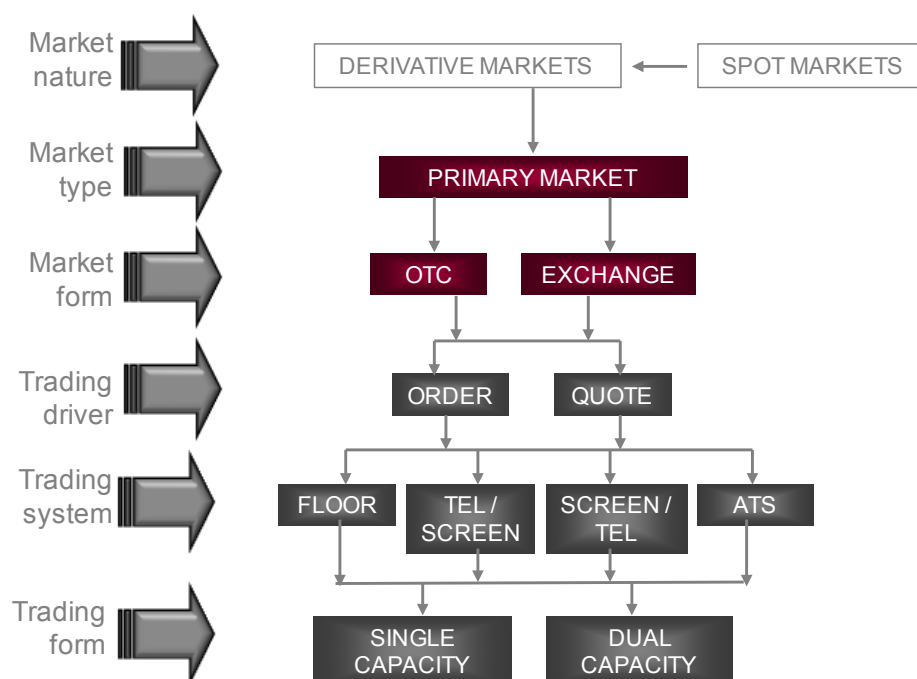 Market
nature
DERIVATIVE MARKETS
SPOT MARKETS
Market
type
PRIMARY MARKET
Market
form
OTC
EXCHANGE
Trading
driver
ORDER
QUOTE
Trading
system
FLOOR
TEL /
SCREEN
SCREEN /
TEL
ATS
Trading
form
SINGLE
CAPACITY
DUAL
CAPACITY